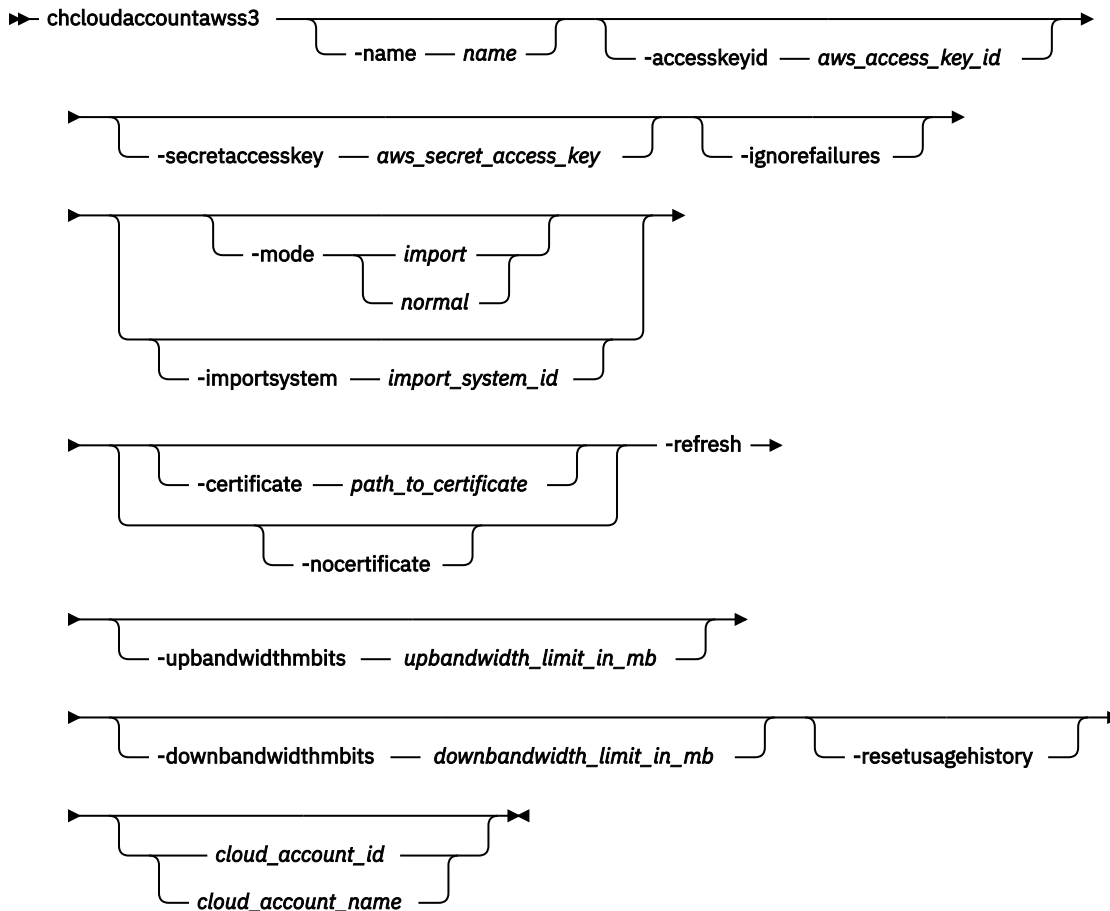 chcloudaccountawss3
-name name
-accesskeyid aws_access_key_id
-secretaccesskey aws_secret_access_key
-ignorefailures
-mode import
normal
-importsystem import_system_id
-refresh
-certificate path_to_certificate
-nocertificate
-upbandwidthmbits upbandwidth_limit_in_mb
-downbandwidthmbits downbandwidth_limit_in_mb
-resetusagehistory
cloud_account_id
cloud_account_name